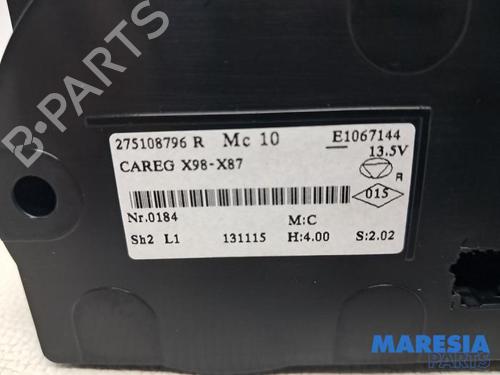 275108796 R Mc 10 E1067144
13.5V
CAREG X98-X87
R
015
Nr.0184 M:C
Sh2 L1 131115 H:4.00 S:2.02
B-PARTS
MARESIA
PARTS